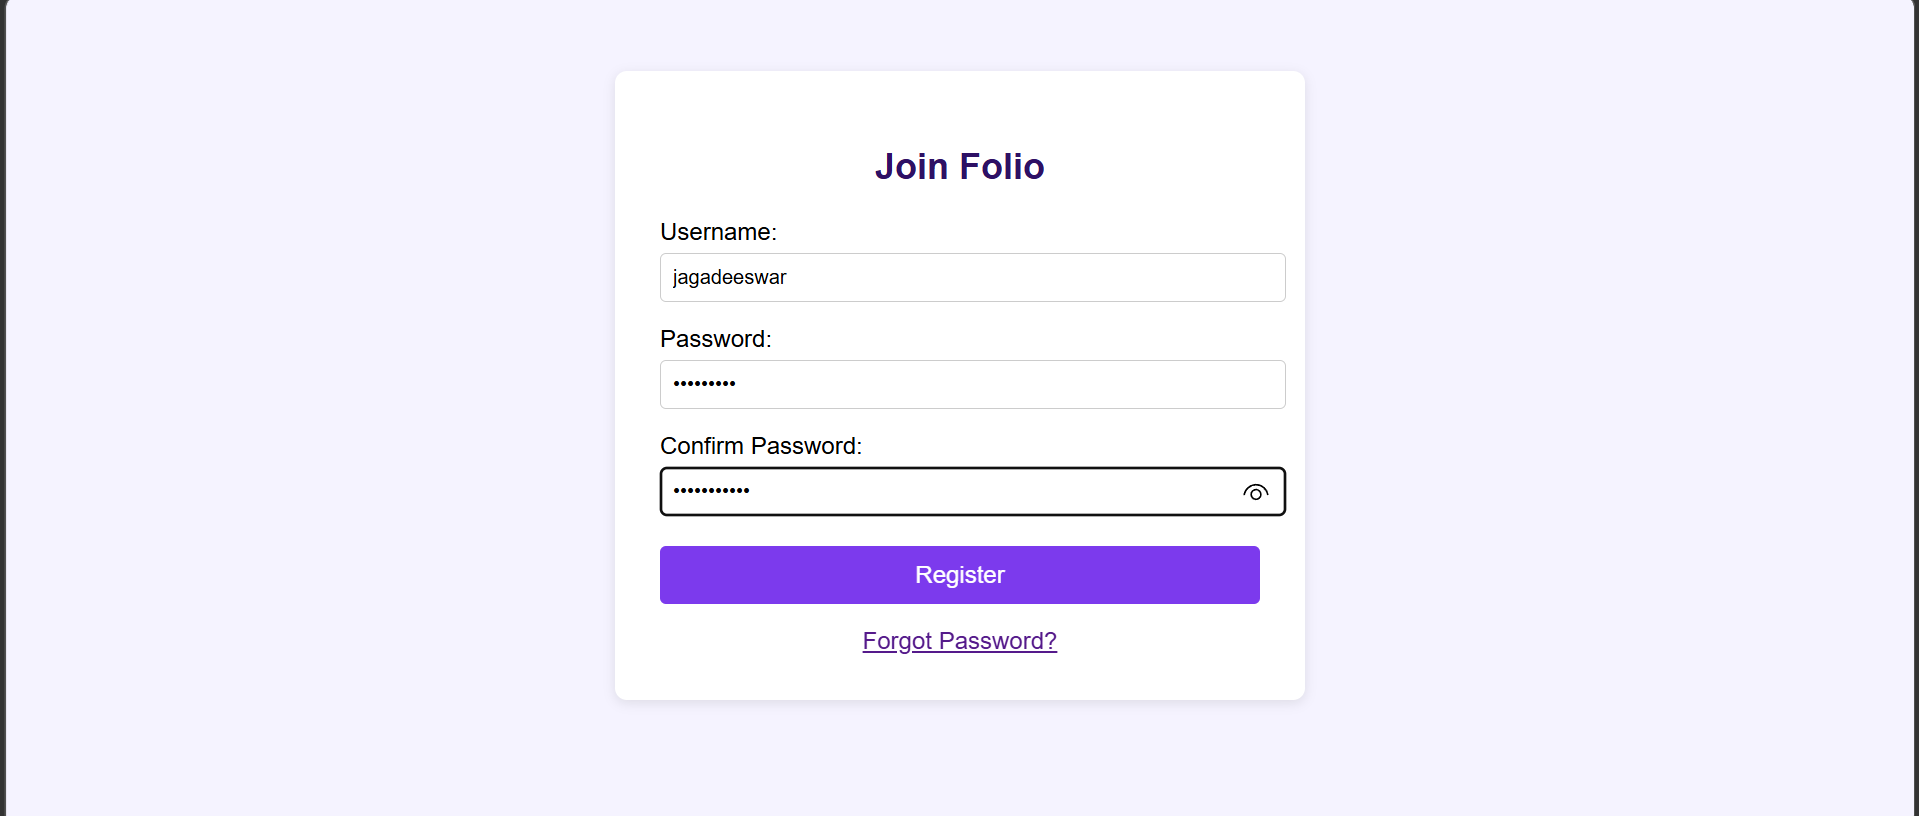 Join Folio
Username:
jagadeeswar
Password:
•••••••••
Confirm Password:
•••••••••••
Register
Forgot Password?